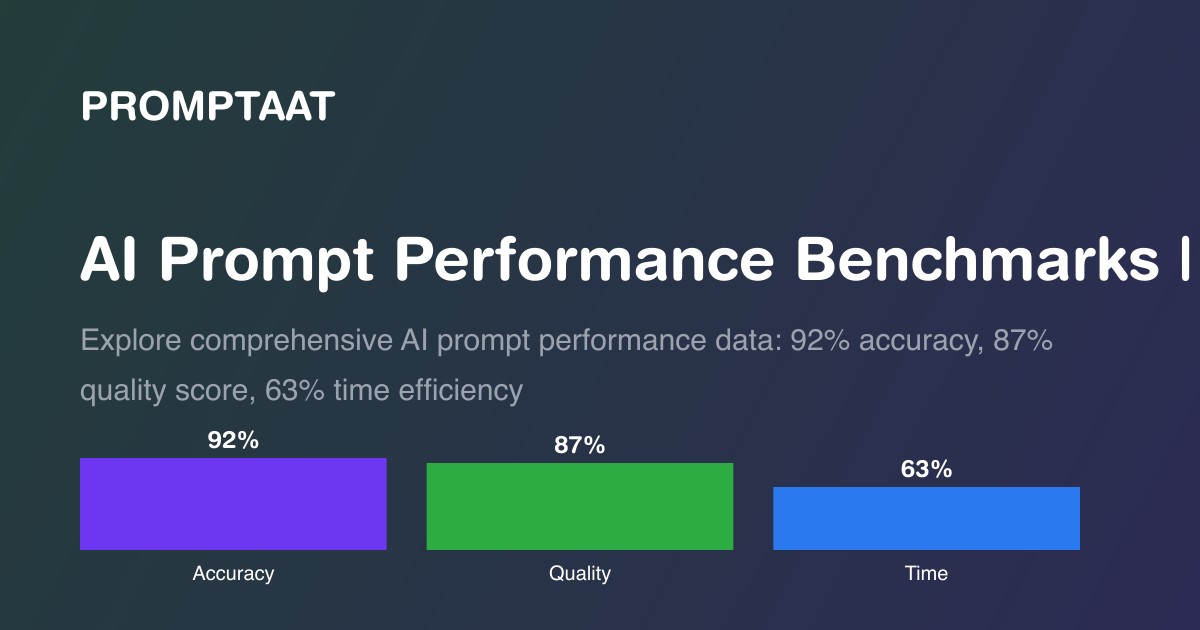 PROMPTAAT
AI Prompt Performance Benchmarks |
Explore comprehensive AI prompt performance data: 92% accuracy, 87%
quality score, 63% time efficiency
92%
87%
63%
Accuracy
Quality
Time